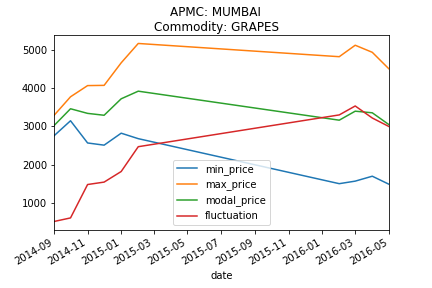 APMC: MUMBAI
Commodity: GRAPES
5000
4000
3000
2000
1000
min_price
max_price
modal_price
fluctuation
2014-09
2014-11
2015-01
2015-03
2015-05
2015-07
2015-09
2015-11
2016-01
2016-03
2016-05
date